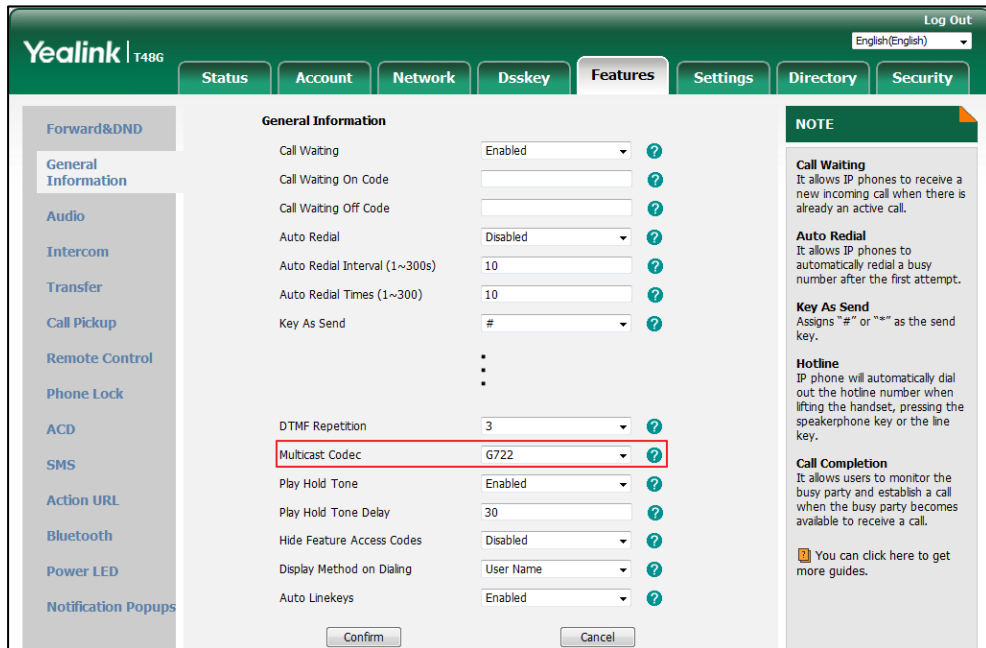 Log Out
Yealink | T48G
English(English)
Status Account Network Dsskey Features Settings Directory Security
Forward&DND
General
Information
Audio
Intercom
Transfer
Call Pickup
Remote Control
Phone Lock
ACD
SMS
Action URL
Bluetooth
Power LED
Notification Popups
General Information
Call Waiting Enabled ?
Call Waiting On Code ?
Call Waiting Off Code ?
Auto Redial Disabled ?
Auto Redial Interval (1~300s) 10 ?
Auto Redial Times (1~300) 10 ?
Key As Send # ?
DTMF Repetition 3 ?
Multicast Codec G722 ?
Play Hold Tone Enabled ?
Play Hold Tone Delay 30 ?
Hide Feature Access Codes Disabled ?
Display Method on Dialing User Name ?
Auto Linekeys Enabled ?
Confirm Cancel
NOTE
Call Waiting
It allows IP phones to receive a
new incoming call when there is
already an active call.
Auto Redial
It allows IP phones to
automatically redial a busy
number after the first attempt.
Key As Send
Assigns "#" or "*" as the send
key.
Hotline
IP phone will automatically dial
out the hotline number when
lifting the handset, pressing the
speakerphone key or the line
key.
Call Completion
It allows users to monitor the
busy party and establish a call
when the busy party becomes
available to receive a call.
? You can click here to get
more guides.